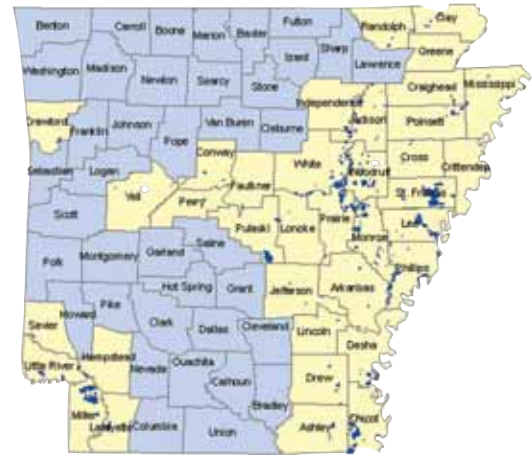 Benton
Carroll
Boone
Marion
Baxter
Fulton
Randolph
Clay
Washington
Madison
Newton
Searcy
Stone
Izard
Sharp
Lawrence
Greene
Independence
Jackson
Craighead
Mississippi
Crawford
Franklin
Johnson
Pope
Van Buren
Cleburne
Conway
Faulkner
White
Woodruff
Poinsett
Cross
Crittenden
Sebastian
Logan
Yell
Perry
Pulaski
Lonoke
Prairie
Monroe
St. Francis
Lee
Scott
Polk
Montgomery
Garland
Saline
Hot Spring
Grant
Jefferson
Arkansas
Phillips
Sevier
Howard
Pike
Clark
Dallas
Cleveland
Lincoln
Desha
Little River
Hempstead
Nevada
Ouachita
Calhoun
Bradley
Drew
Chicot
Miller
Lafayette
Columbia
Union
Ashley